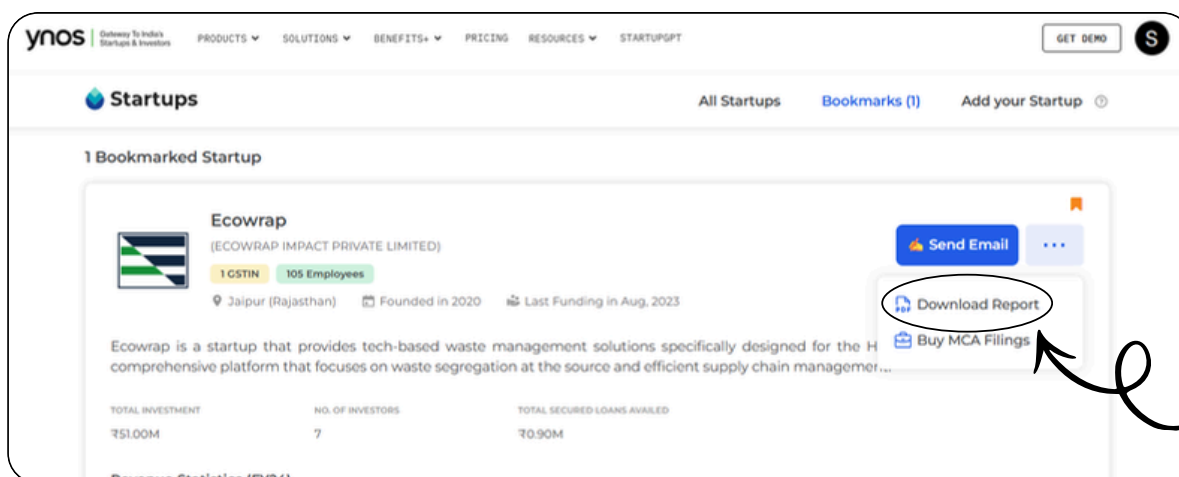 ynos Gateway To India's
Startups & Investors
PRODUCTS SOLUTIONS BENEFITS+ PRICING RESOURCES STARTUPGPT GET DEMO S
Startups All Startups Bookmarks (1) Add your Startup ?
1 Bookmarked Startup
Ecowrap
(ECOWRAP IMPACT PRIVATE LIMITED)
1 GSTIN 105 Employees
Jaipur (Rajasthan) Founded in 2020 Last Funding in Aug, 2023
Send Email ...
PDF Download Report
Buy MCA Filings
Ecowrap is a startup that provides tech-based waste management solutions specifically designed for the H
comprehensive platform that focuses on waste segregation at the source and efficient supply chain management.
TOTAL INVESTMENT NO. OF INVESTORS TOTAL SECURED LOANS AVAILED
₹51.00M 7 ₹0.90M